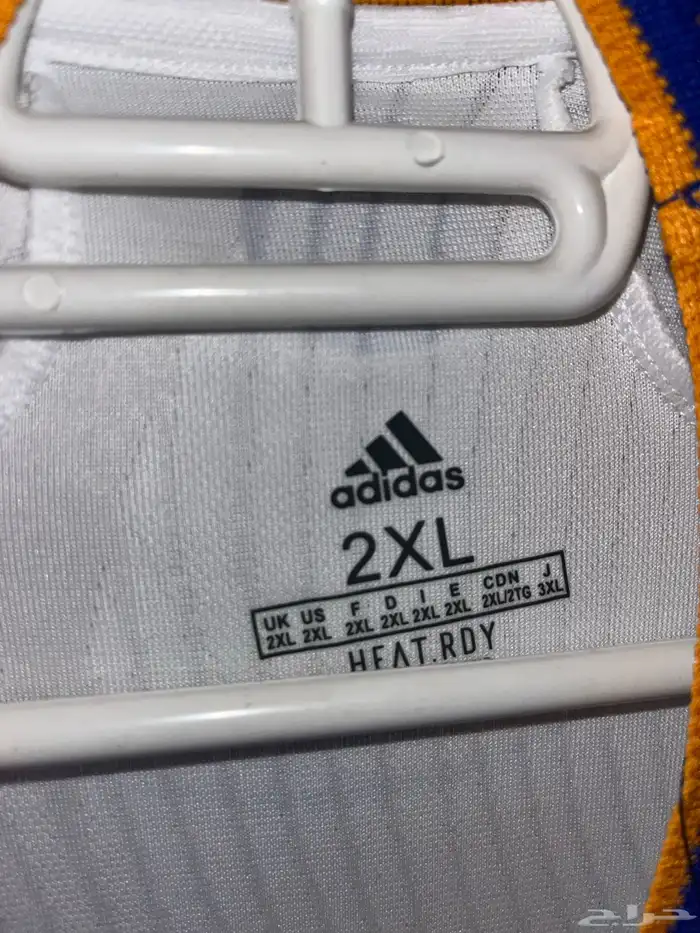 adidas
2XL
UK US F D I E CDN J
2XL 2XL 2XL 2XL 2XL 2XL 2XL/2TG 3XL
HEAT.RDY
حراج